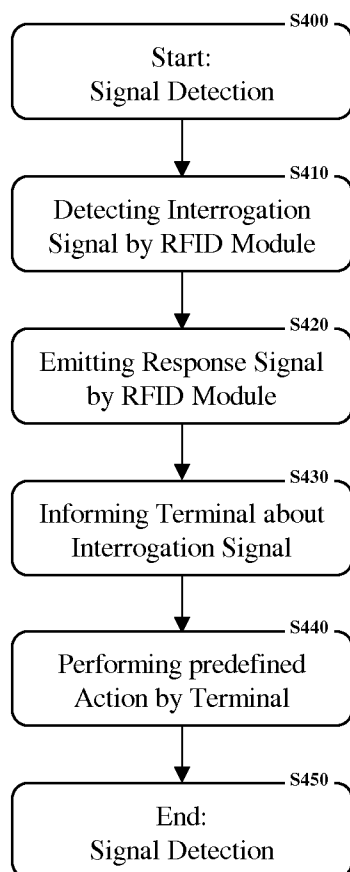 S400
Start:
Signal Detection
S410
Detecting Interrogation
Signal by RFID Module
S420
Emitting Response Signal
by RFID Module
S430
Informing Terminal about
Interrogation Signal
S440
Performing predefined
Action by Terminal
S450
End:
Signal Detection